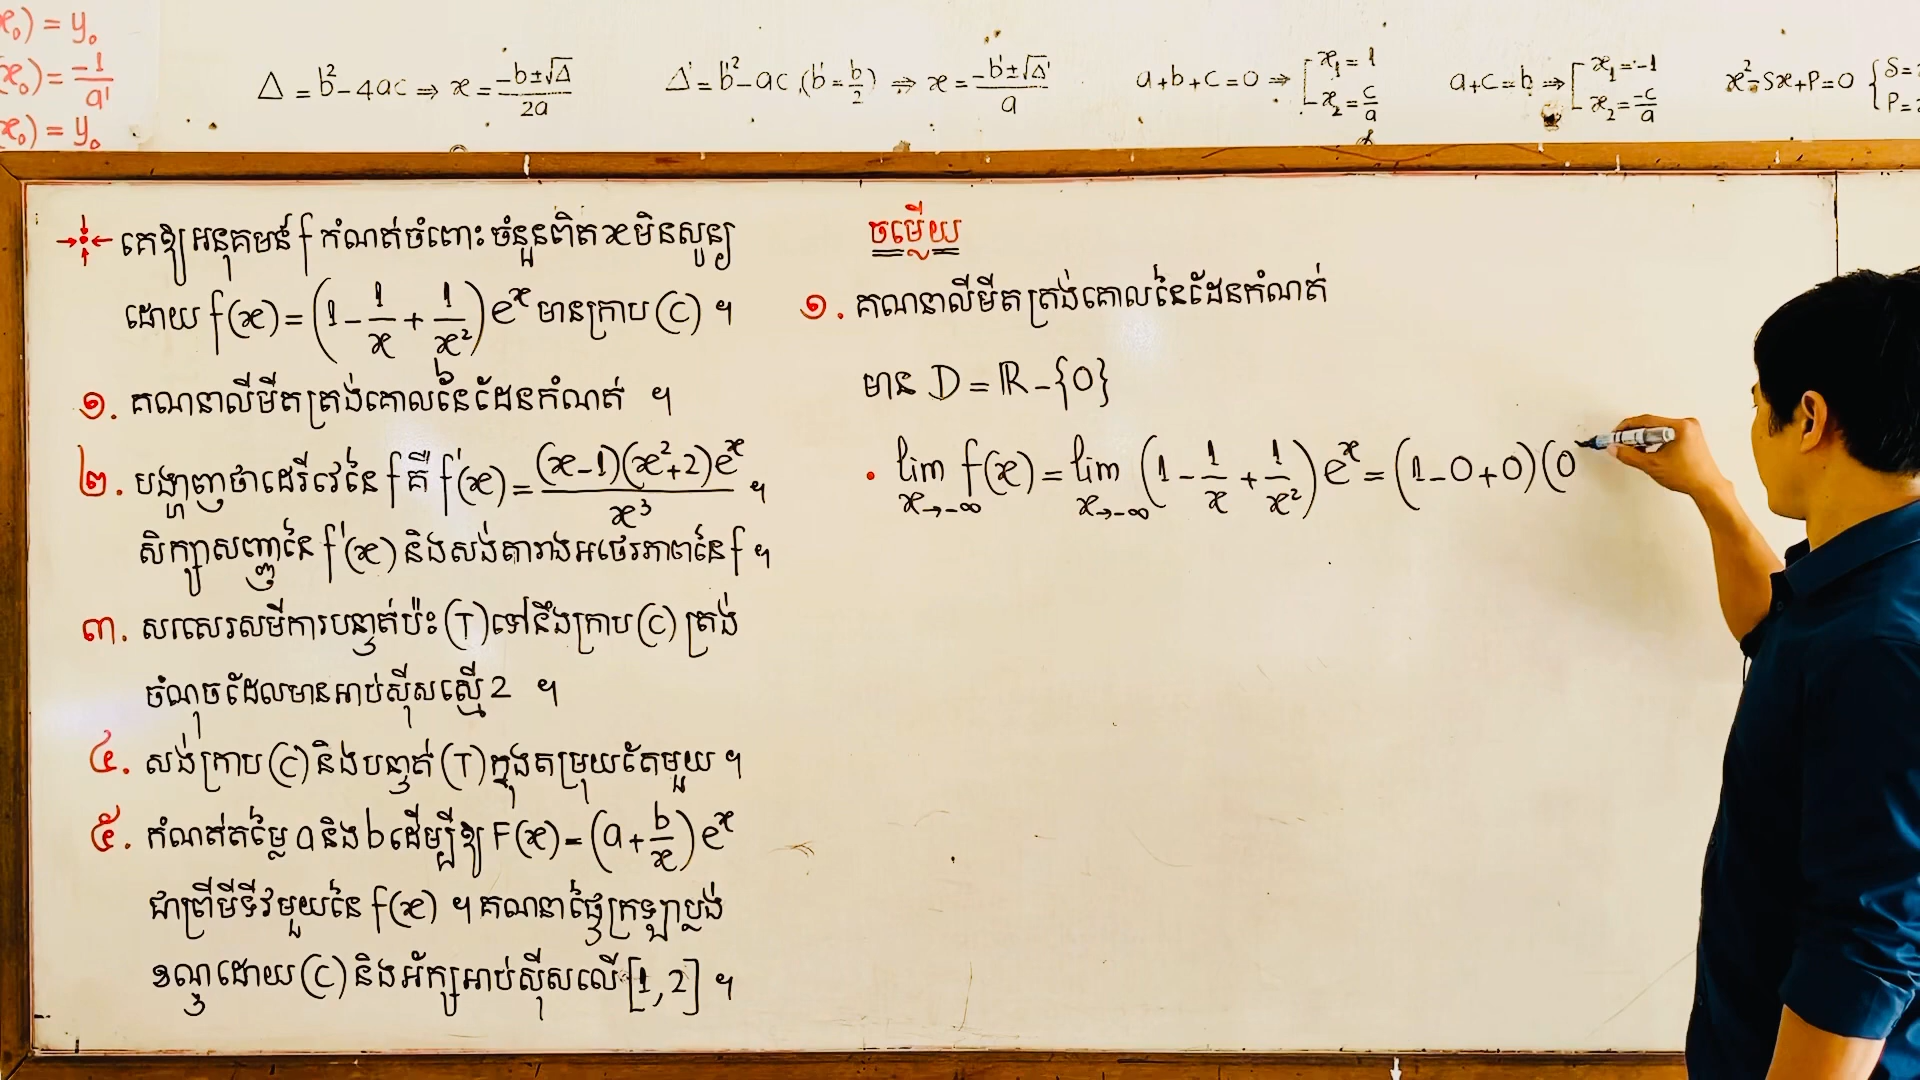 x₀) = y₀
x₀) = -1/a'
x₀) = y₀
Δ = b² - 4ac ⇒ x = (-b±√Δ)/2a
Δ' = b'² - ac (b' = b/2) ⇒ x = (-b'±√Δ')/a
a+b+c=0 ⇒ [x₁ = 1, x₂ = c/a
a+c=b ⇒ [x₁ = -1, x₂ = -c/a
x² - Sx + P = 0 { S= P=
គេឱ្យអនុគមន៍ f កំណត់ចំពោះចំនួនពិត x មិនសូន្យ
ដោយ f(x) = (1 - 1/x + 1/x²)eˣ មានក្រាប (C) ។
១. គណនាលីមីតត្រង់គោលនៃដែនកំណត់ ។
២. បង្ហាញថាដេរីវេនៃ f គឺ f'(x) = (x-1)(x²+2)eˣ/x³ ។
សិក្សាសញ្ញានៃ f'(x) និងសង់តារាងអថេរភាពនៃ f ។
៣. សរសេរសមីការបន្ទាត់ប៉ះ (T) ទៅនឹងក្រាប (C) ត្រង់
ចំណុចដែលមានអាប់ស៊ីសស្មើ 2 ។
៤. សង់ក្រាប (C) និងបន្ទាត់ (T) ក្នុងតម្រុយតែមួយ ។
៥. កំណត់តម្លៃ a និង b ដើម្បីឱ្យ F(x) = (a + b/x)eˣ
ជាព្រីមីទីវមួយនៃ f(x) ។ គណនាផ្ទៃក្រឡាប្លង់
ខណ្ឌដោយ (C) និងអ័ក្សអាប់ស៊ីសលើ [1, 2] ។
ចម្លើយ
១. គណនាលីមីតត្រង់គោលនៃដែនកំណត់
មាន D = ℝ - {0}
• lim x→-∞ f(x) = lim x→-∞ (1 - 1/x + 1/x²)eˣ = (1-0+0)(0